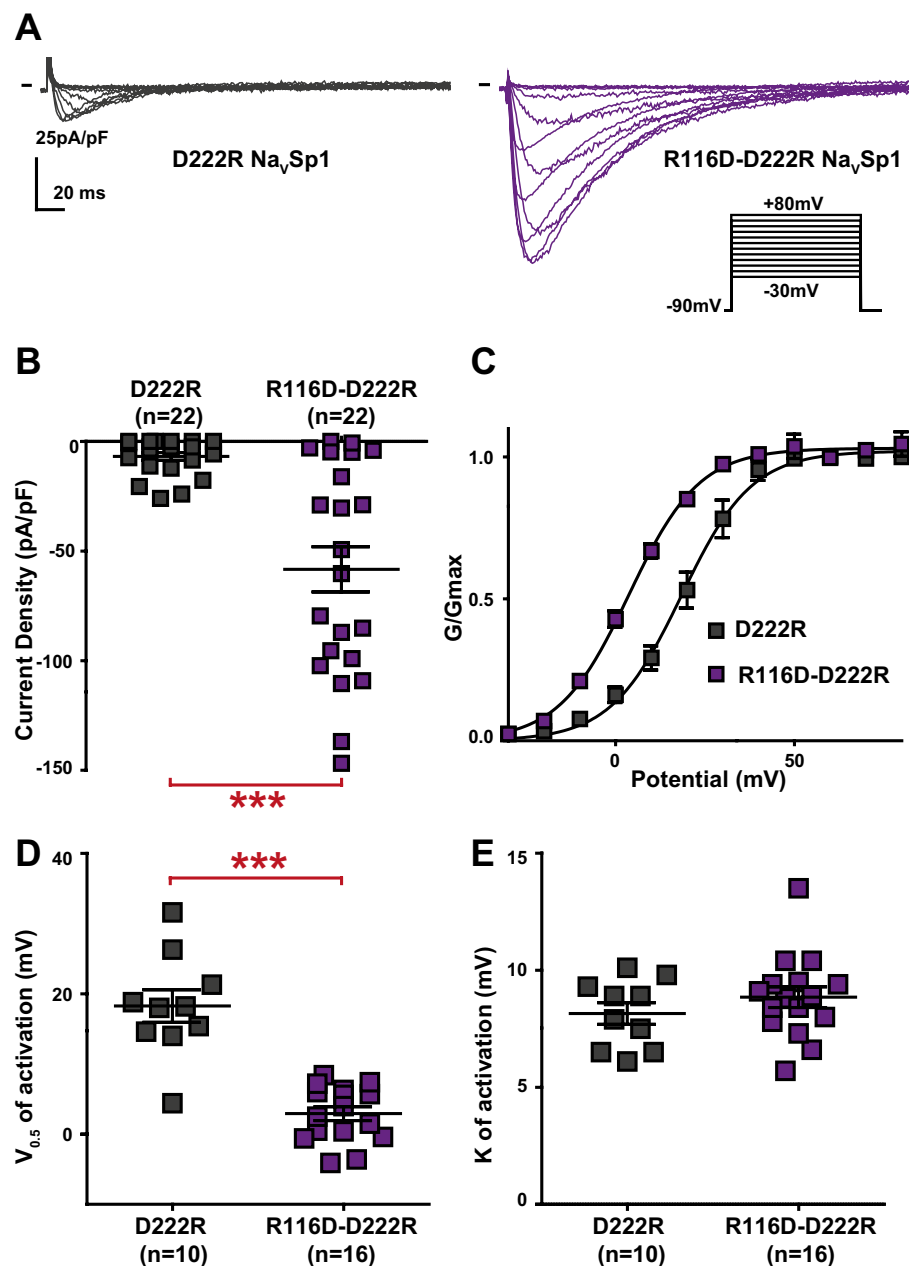 A
25pA/pF
20 ms
D222R NaᵥSp1
R116D-D222R NaᵥSp1
+80mV
-30mV
-90mV
B
D222R
(n=22)
R116D-D222R
(n=22)
0
-50
-100
-150
Current Density (pA/pF)
***
C
1.0
0.5
0.0
G/Gmax
D222R
R116D-D222R
0
50
Potential (mV)
D
***
40
20
0
V₀.₅ of activation (mV)
D222R
(n=10)
R116D-D222R
(n=16)
E
15
10
5
0
K of activation (mV)
D222R
(n=10)
R116D-D222R
(n=16)